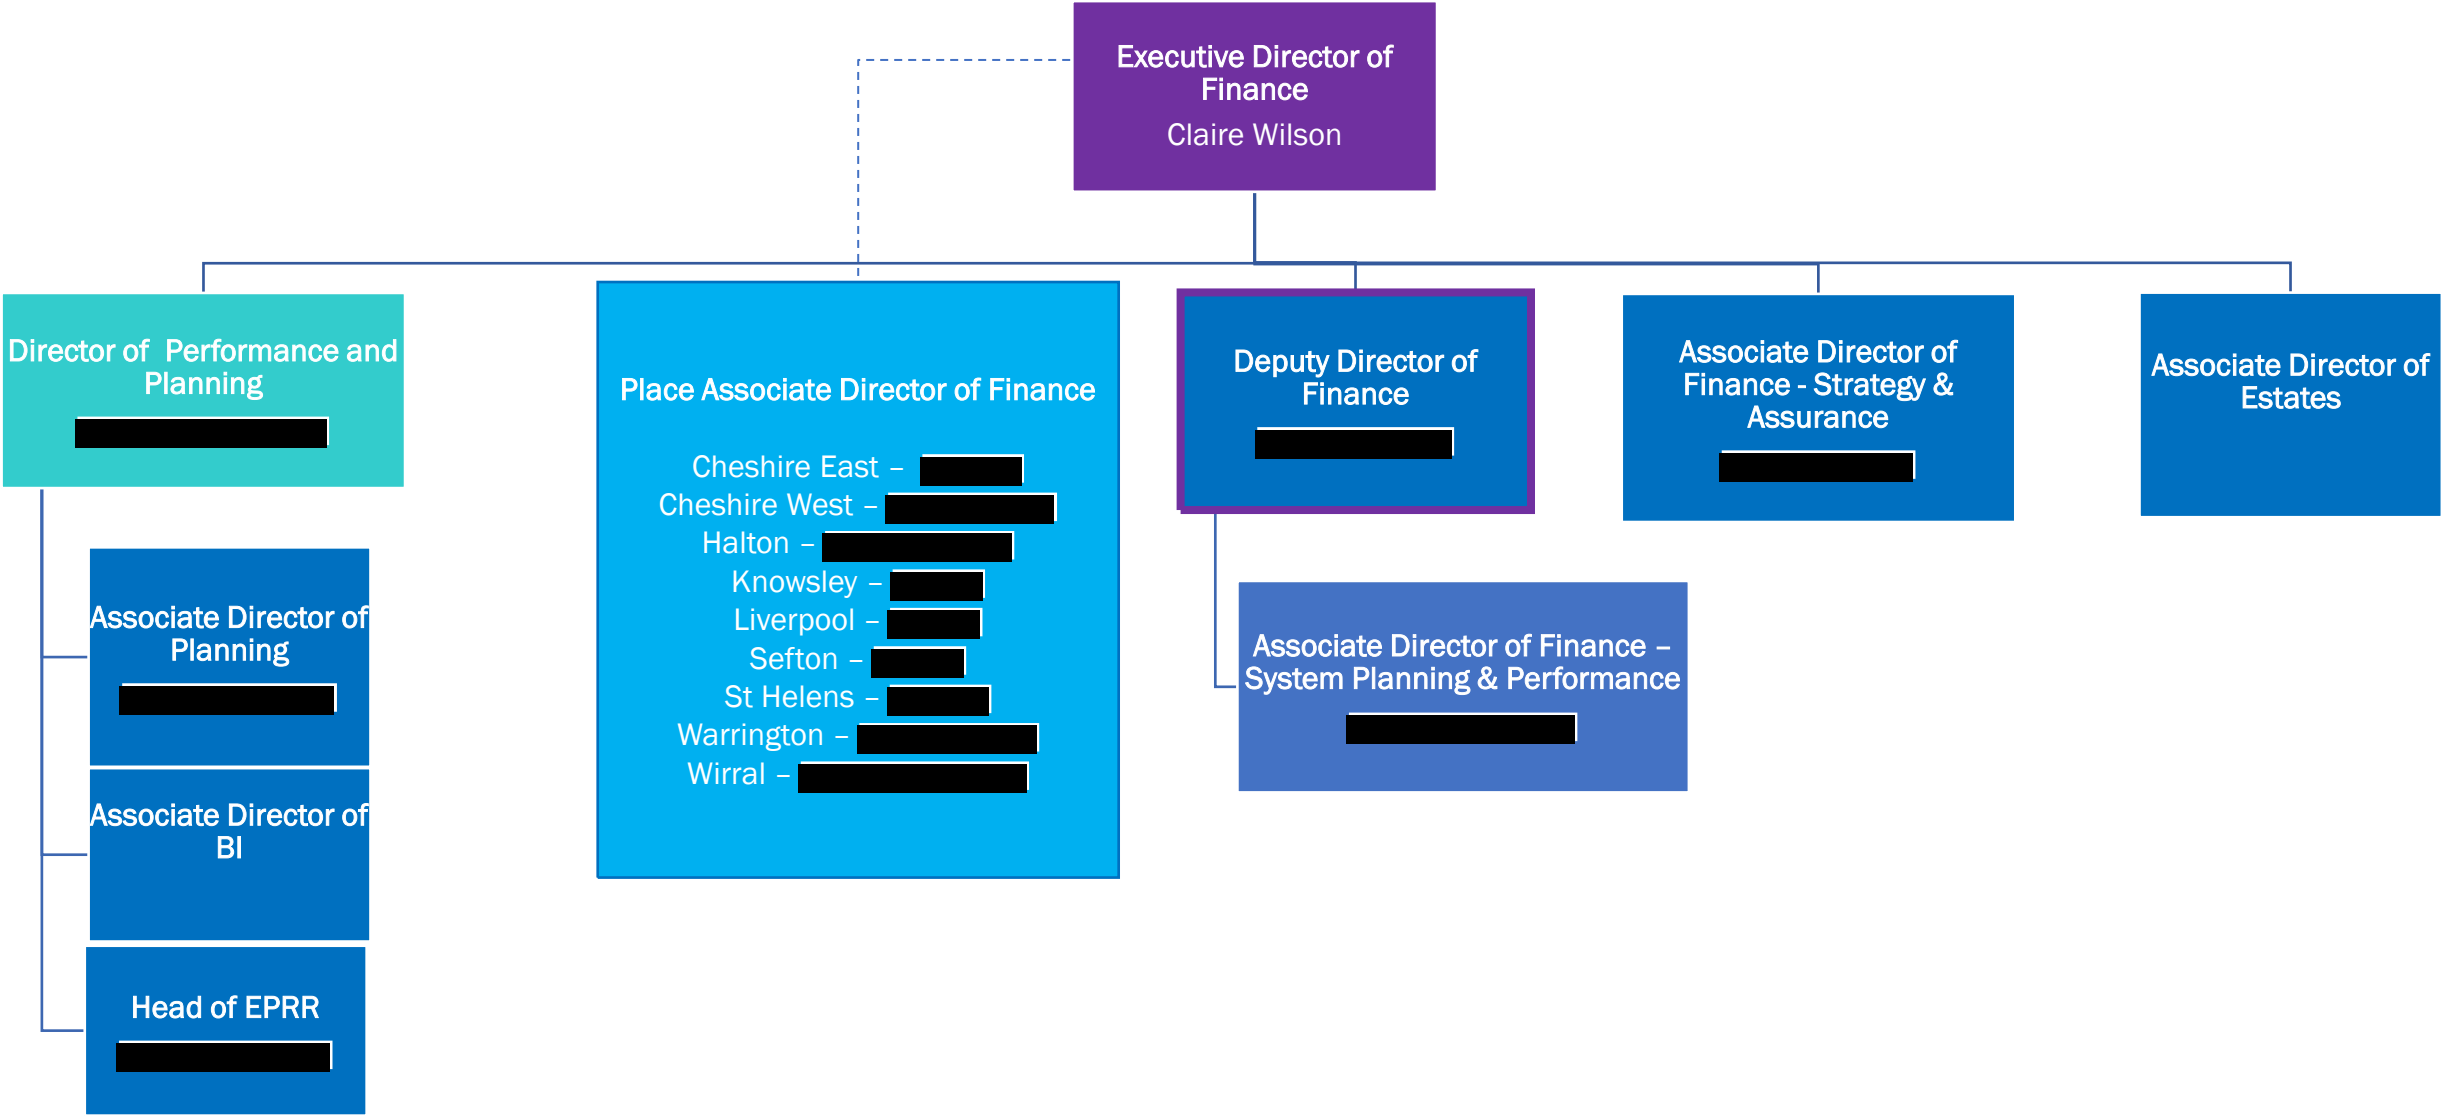 Executive Director of
Finance
Claire Wilson
Director of  Performance and
Planning
Place Associate Director of Finance
Cheshire East –
Cheshire West –
Halton –
Knowsley –
Liverpool –
Sefton –
St Helens –
Warrington –
Wirral –
Deputy Director of
Finance
Associate Director of
Finance - Strategy &
Assurance
Associate Director of
Estates
Associate Director of
Planning
Associate Director of
BI
Head of EPRR
Associate Director of Finance –
System Planning & Performance